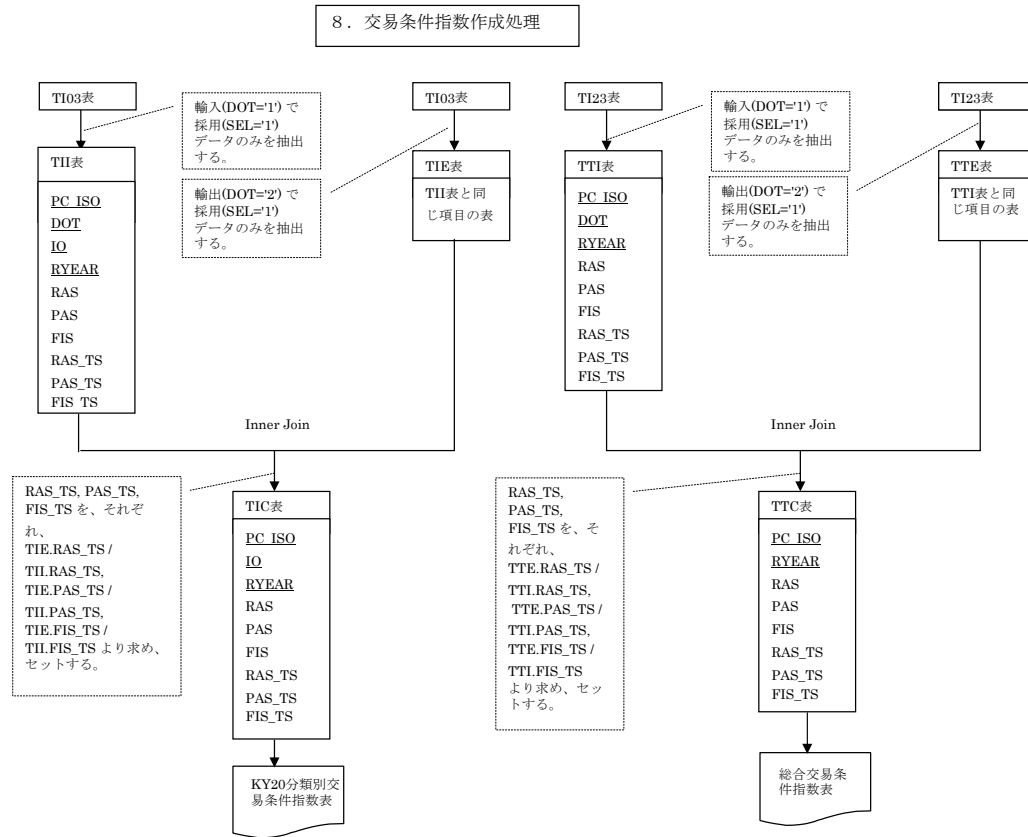 ８．交易条件指数作成処理
TI03表
輸入(DOT='1') で
採用(SEL='1')
データのみを抽出
する。
TII表
PC_ISO
DOT
IO
RYEAR
RAS
PAS
FIS
RAS_TS
PAS_TS
FIS_TS
TI03表
輸出(DOT='2') で
採用(SEL='1')
データのみを抽出
する。
TIE表
TII表と同
じ項目の表
Inner Join
RAS_TS, PAS_TS,
FIS_TS を、それぞ
れ、
TIE.RAS_TS /
TII.RAS_TS,
TIE.PAS_TS /
TII.PAS_TS,
TIE.FIS_TS /
TII.FIS_TS より求め、
セットする。
TIC表
PC_ISO
IO
RYEAR
RAS
PAS
FIS
RAS_TS
PAS_TS
FIS_TS
KY20分類別交
易条件指数表
TI23表
輸入(DOT='1') で
採用(SEL='1')
データのみを抽出
する。
TTI表
PC_ISO
DOT
RYEAR
RAS
PAS
FIS
RAS_TS
PAS_TS
FIS_TS
TI23表
輸出(DOT='2') で
採用(SEL='1')
データのみを抽出
する。
TTE表
TTI表と同
じ項目の表
Inner Join
RAS_TS,
PAS_TS,
FIS_TS を、そ
れぞれ、
TTE.RAS_TS /
TTI.RAS_TS,
TTE.PAS_TS /
TTI.PAS_TS,
TTE.FIS_TS /
TTI.FIS_TS
より求め、セッ
トする。
TTC表
PC_ISO
RYEAR
RAS
PAS
FIS
RAS_TS
PAS_TS
FIS_TS
総合交易条
件指数表